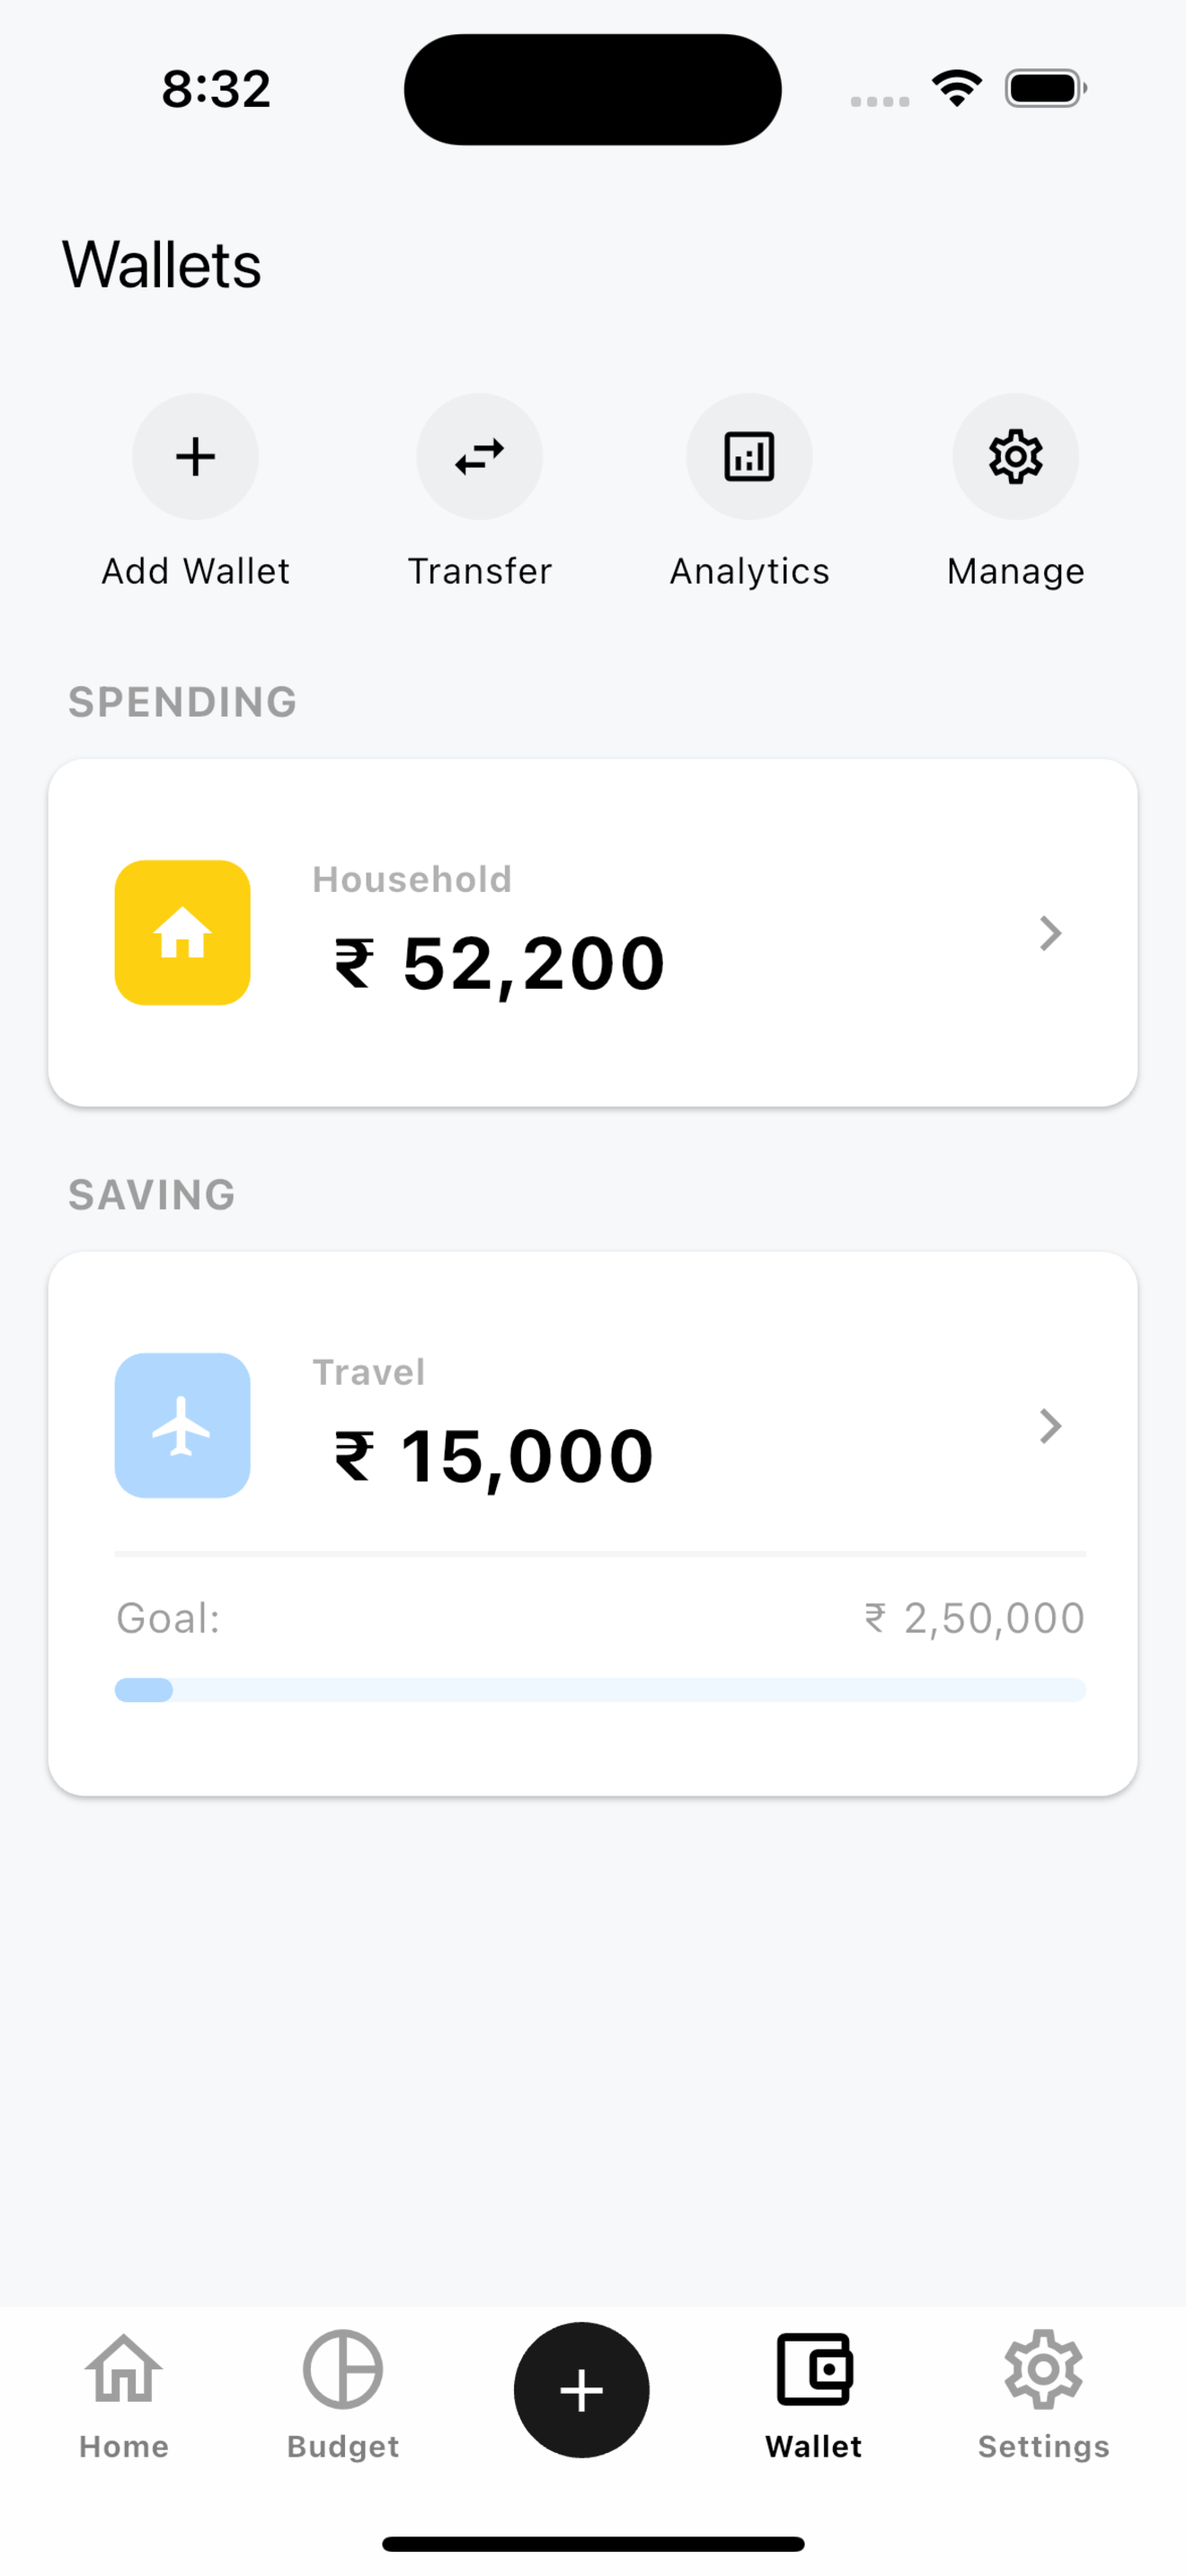 8:32
Wallets
Add Wallet Transfer Analytics Manage
SPENDING
Household
₹ 52,200
SAVING
Travel
₹ 15,000
Goal: ₹ 2,50,000
Home Budget Wallet Settings